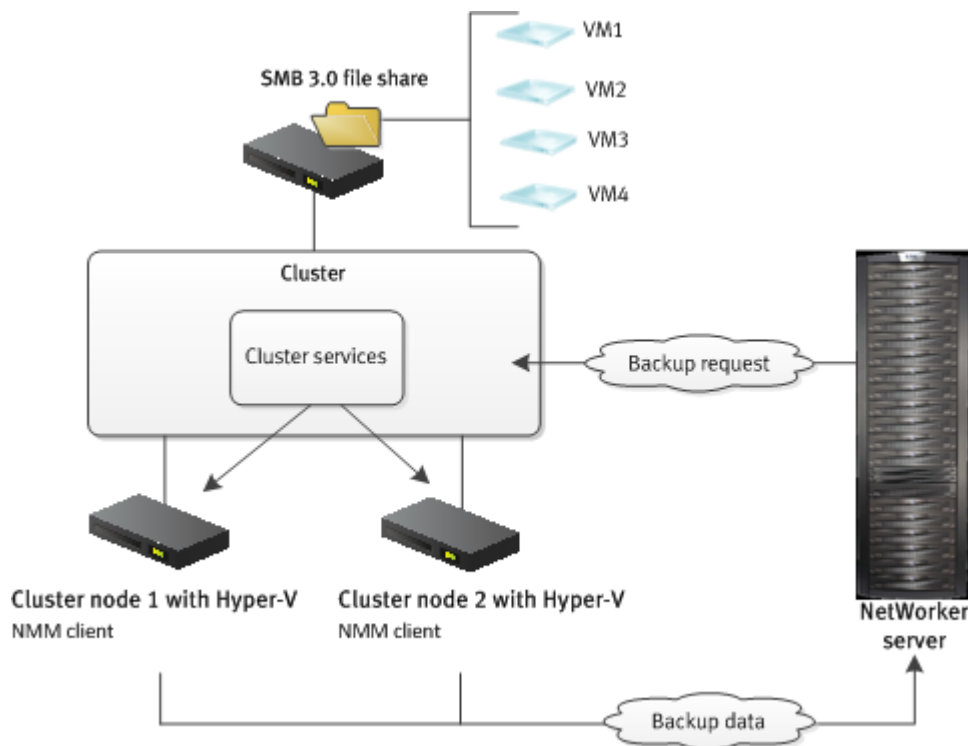 VM1
SMB 3.0 file share
VM2
VM3
VM4
Cluster
Cluster services
Backup request
Cluster node 1 with Hyper-V
NMM client
Cluster node 2 with Hyper-V
NMM client
NetWorker
server
Backup data